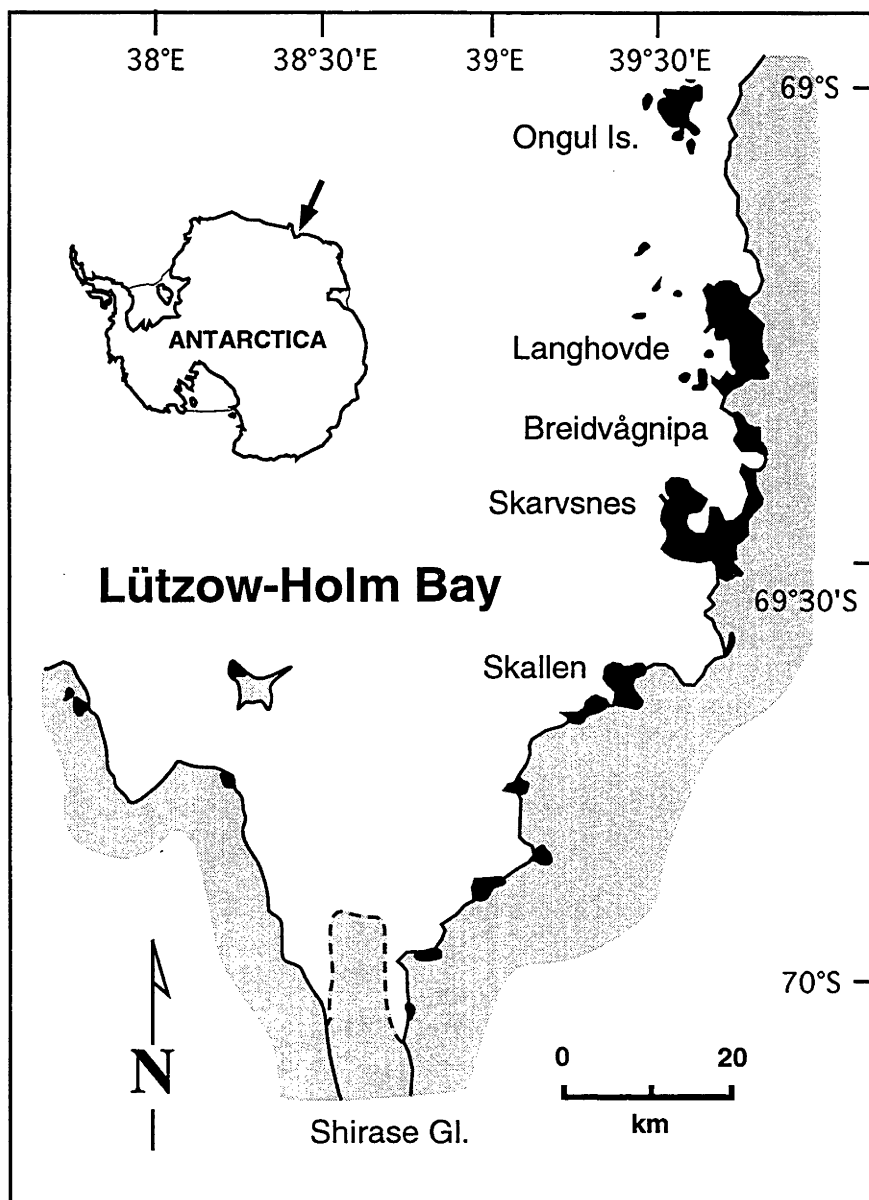 38°E 38°30'E 39°E 39°30'E
69°S
Ongul Is.
ANTARCTICA
Langhovde
Breidvågnipa
Skarvsnes
Lützow-Holm Bay
69°30'S
Skallen
70°S
N
0 20
km
Shirase Gl.